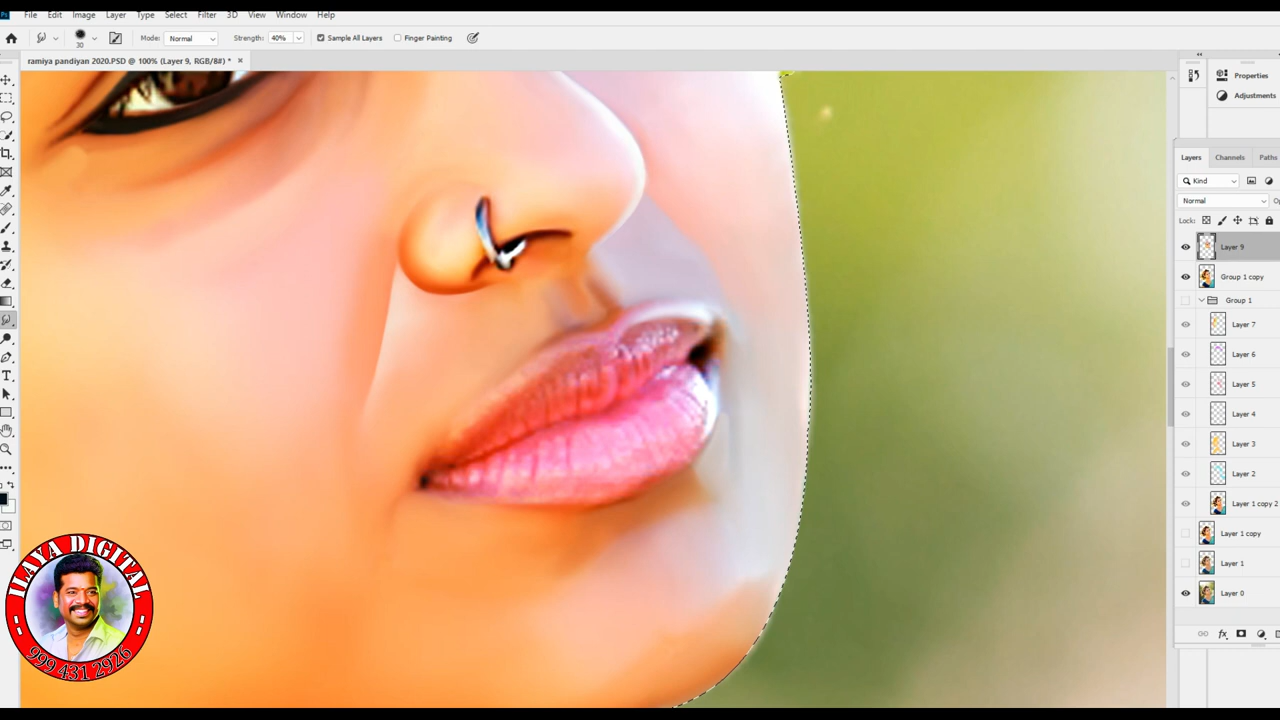 Ps File Edit Image Layer Type Select Filter 3D View Window Help
30 Mode: Normal Strength: 40% Sample All Layers Finger Painting
ramiya pandiyan 2020.PSD @ 100% (Layer 9, RGB/8#) *
Properties
Adjustments
Layers Channels Paths
Kind
Normal
Lock:
Layer 9
Group 1 copy
Group 1
Layer 7
Layer 6
Layer 5
Layer 4
Layer 3
Layer 2
Layer 1 copy 2
Layer 1 copy
Layer 1
Layer 0
fx
ILAYA DIGITAL
999 431 2926